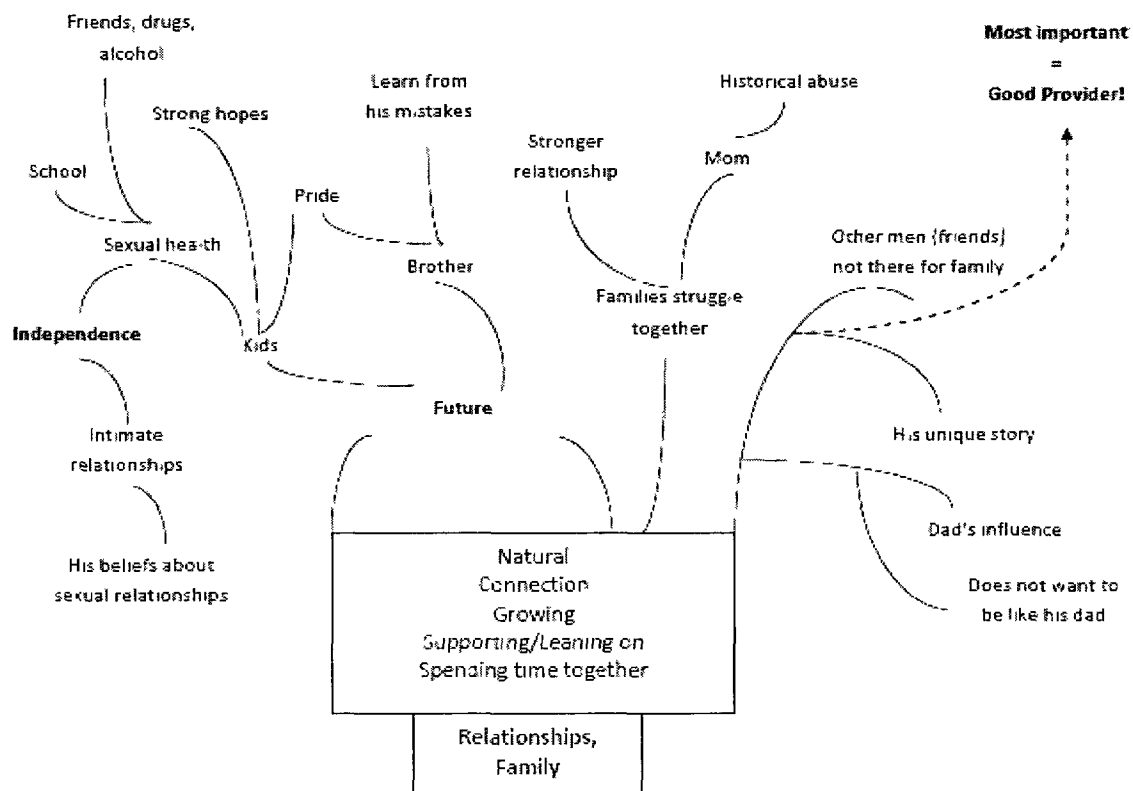 Friends, drugs,
alcohol
Most important
=
Good Provider!
Learn from
his mistakes
Historical abuse
Strong hopes
Stronger
relationship
Mom
School
Pride
Sexual health
Brother
Other men (friends)
not there for family
Families struggle
together
Independence
Kids
Future
Intimate
relationships
His unique story
Dad's influence
His beliefs about
sexual relationships
Does not want to
be like his dad
Natural
Connection
Growing
Supporting/Leaning on
Spending time together
Relationships,
Family